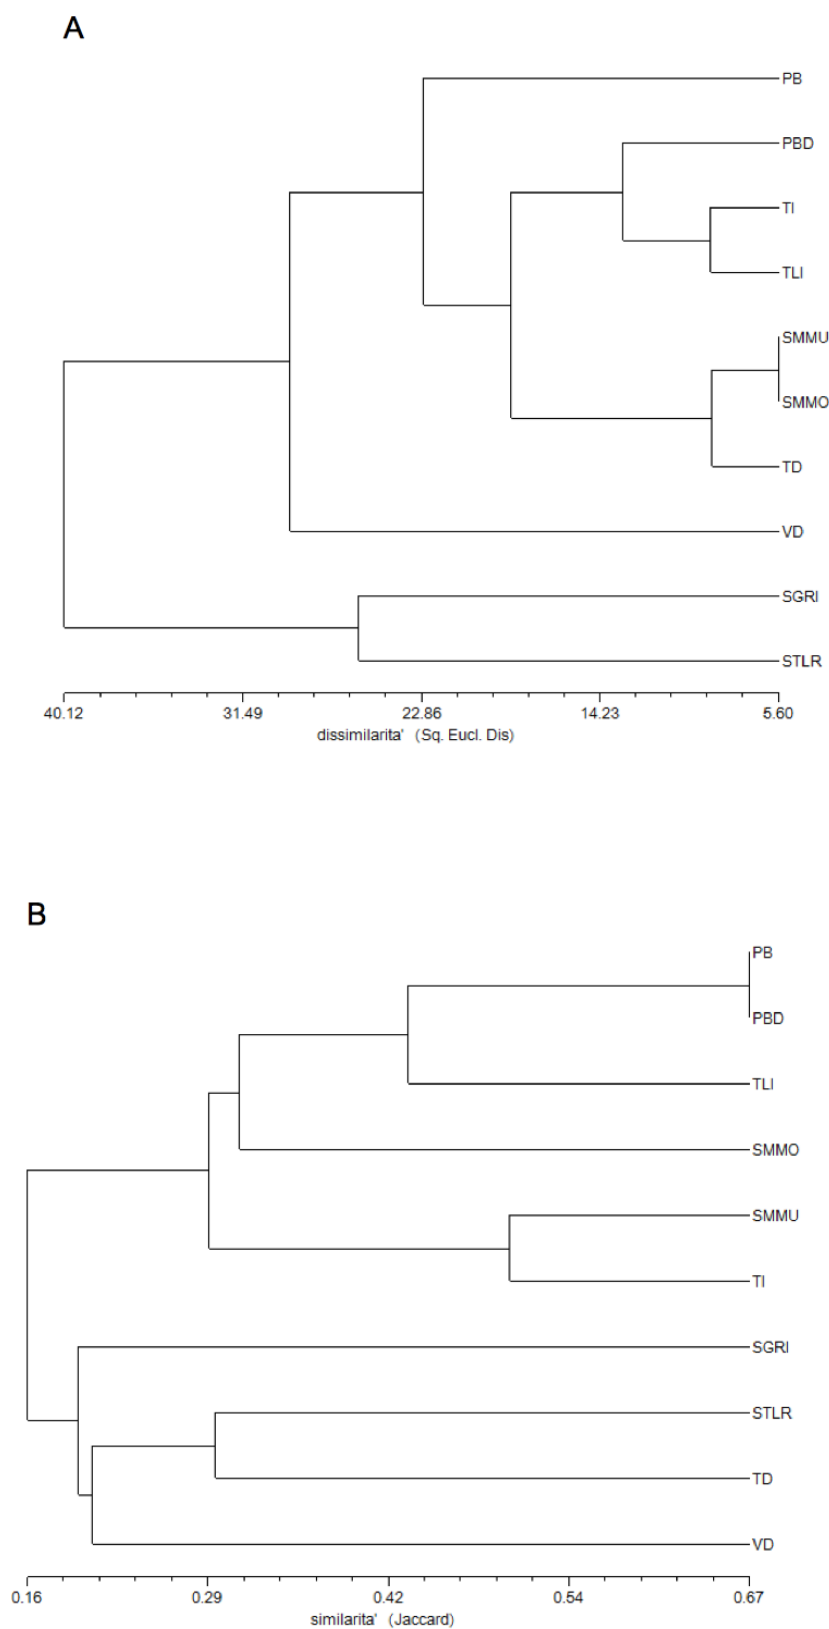 A
PB
PBD
TI
TLI
SMMU
SMMO
TD
VD
SGRI
STLR
40.12 31.49 22.86 14.23 5.60
dissimilarita' (Sq. Eucl. Dis)
B
PB
PBD
TLI
SMMO
SMMU
TI
SGRI
STLR
TD
VD
0.16 0.29 0.42 0.54 0.67
similarita' (Jaccard)